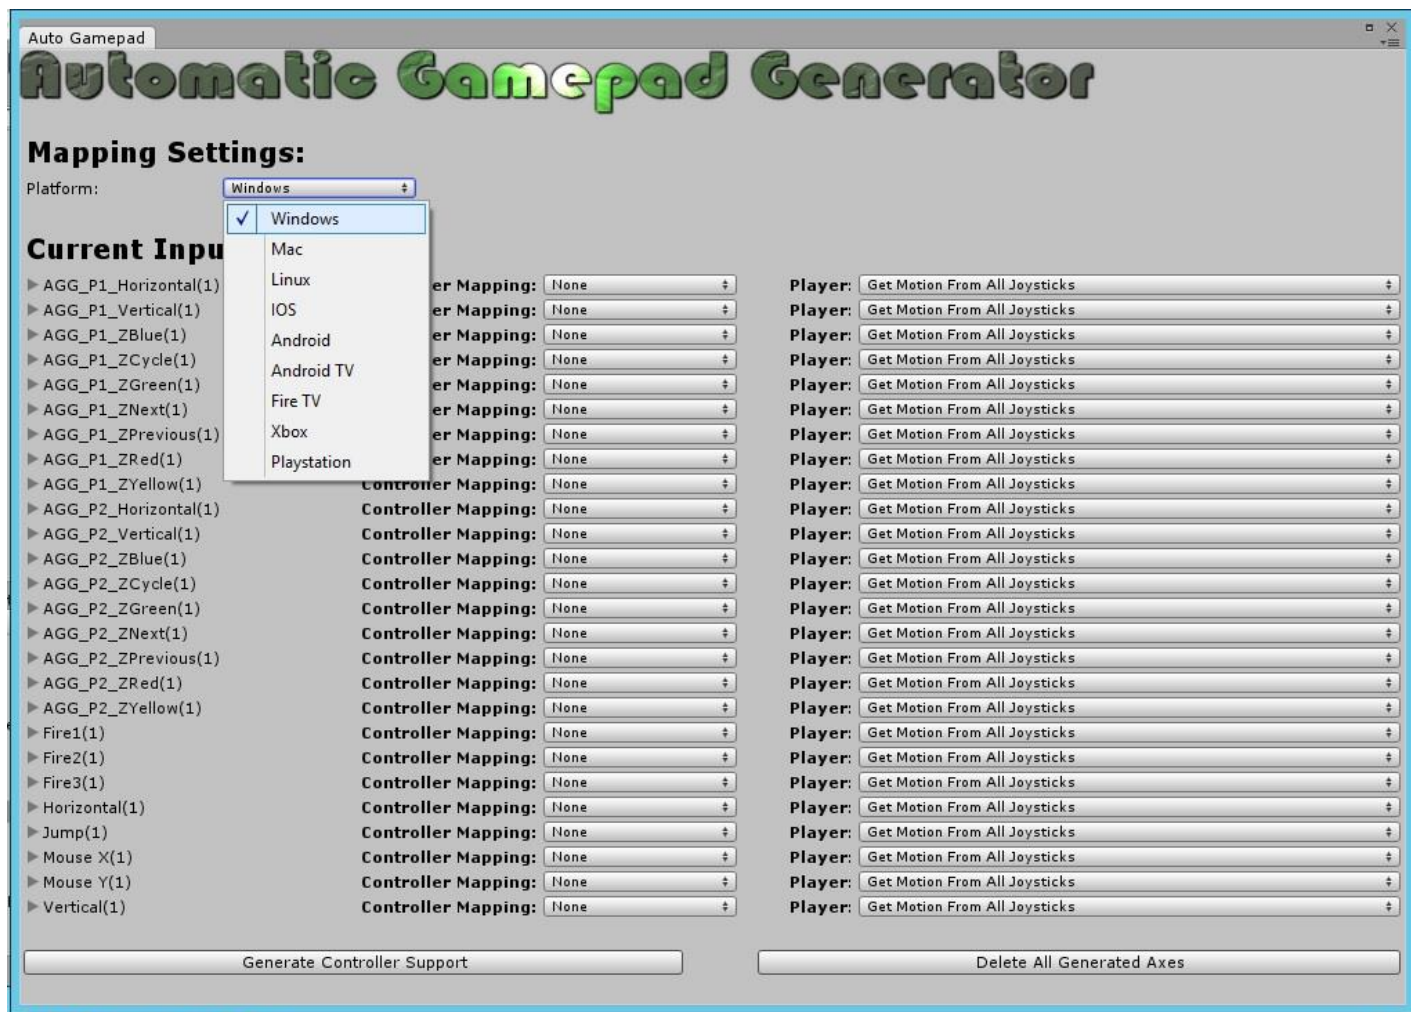 Auto Gamepad
Automatic Gamepad Generator
Mapping Settings:
Platform: Windows
Windows
Mac
Linux
IOS
Android
Android TV
Fire TV
Xbox
Playstation
Current Inpu
AGG_P1_Horizontal(1) er Mapping: None Player: Get Motion From All Joysticks
AGG_P1_Vertical(1) er Mapping: None Player: Get Motion From All Joysticks
AGG_P1_ZBlue(1) er Mapping: None Player: Get Motion From All Joysticks
AGG_P1_ZCycle(1) er Mapping: None Player: Get Motion From All Joysticks
AGG_P1_ZGreen(1) er Mapping: None Player: Get Motion From All Joysticks
AGG_P1_ZNext(1) er Mapping: None Player: Get Motion From All Joysticks
AGG_P1_ZPrevious(1) er Mapping: None Player: Get Motion From All Joysticks
AGG_P1_ZRed(1) er Mapping: None Player: Get Motion From All Joysticks
AGG_P1_ZYellow(1) Controller Mapping: None Player: Get Motion From All Joysticks
AGG_P2_Horizontal(1) Controller Mapping: None Player: Get Motion From All Joysticks
AGG_P2_Vertical(1) Controller Mapping: None Player: Get Motion From All Joysticks
AGG_P2_ZBlue(1) Controller Mapping: None Player: Get Motion From All Joysticks
AGG_P2_ZCycle(1) Controller Mapping: None Player: Get Motion From All Joysticks
AGG_P2_ZGreen(1) Controller Mapping: None Player: Get Motion From All Joysticks
AGG_P2_ZNext(1) Controller Mapping: None Player: Get Motion From All Joysticks
AGG_P2_ZPrevious(1) Controller Mapping: None Player: Get Motion From All Joysticks
AGG_P2_ZRed(1) Controller Mapping: None Player: Get Motion From All Joysticks
AGG_P2_ZYellow(1) Controller Mapping: None Player: Get Motion From All Joysticks
Fire1(1) Controller Mapping: None Player: Get Motion From All Joysticks
Fire2(1) Controller Mapping: None Player: Get Motion From All Joysticks
Fire3(1) Controller Mapping: None Player: Get Motion From All Joysticks
Horizontal(1) Controller Mapping: None Player: Get Motion From All Joysticks
Jump(1) Controller Mapping: None Player: Get Motion From All Joysticks
Mouse X(1) Controller Mapping: None Player: Get Motion From All Joysticks
Mouse Y(1) Controller Mapping: None Player: Get Motion From All Joysticks
Vertical(1) Controller Mapping: None Player: Get Motion From All Joysticks
Generate Controller Support Delete All Generated Axes